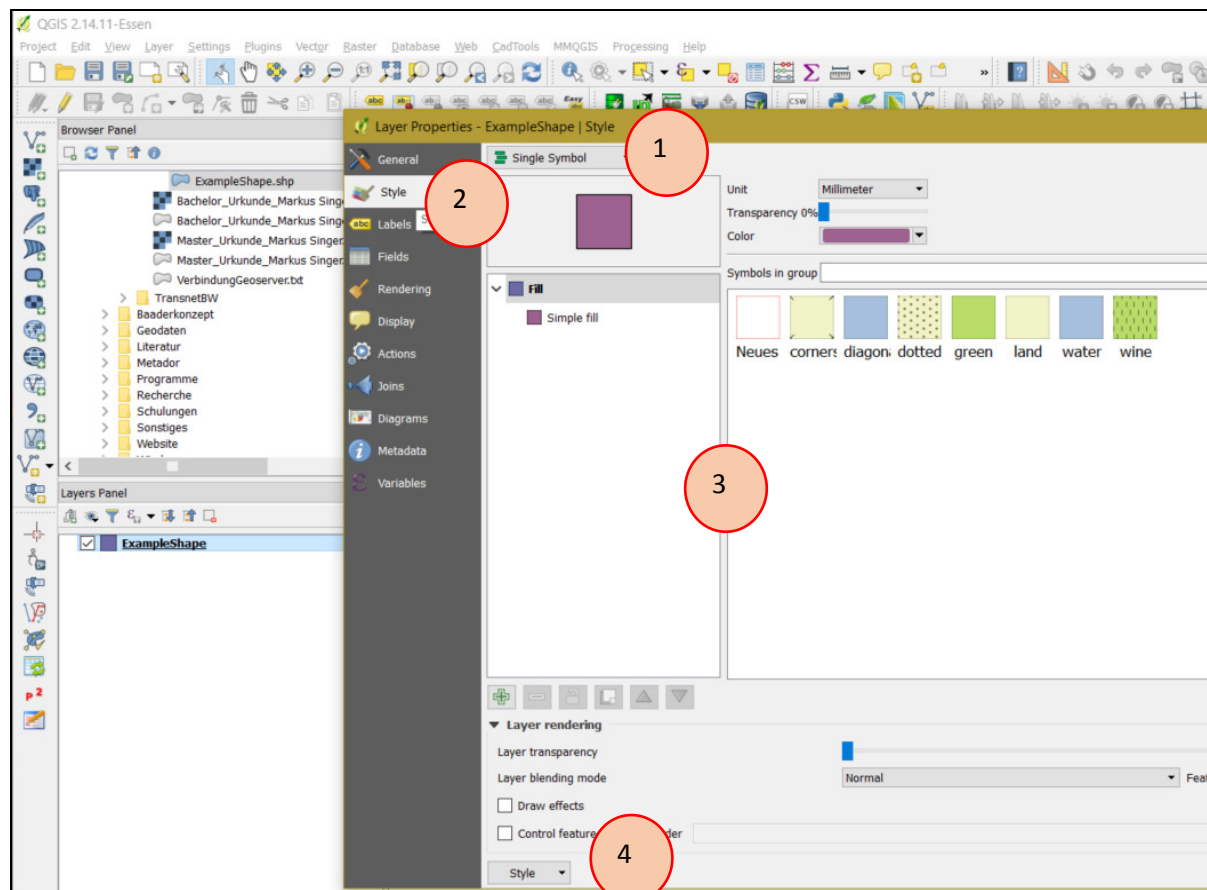 QGIS 2.14.11-Essen
Project Edit View Layer Settings Plugins Vector Raster Database Web CadTools MMQGIS Processing Help
Browser Panel
ExampleShape.shp
Bachelor_Urkunde_Markus Singe
Bachelor_Urkunde_Markus Singe
Master_Urkunde_Markus Singer.
Master_Urkunde_Markus Singer.
VerbindungGeoserver.txt
TransnetBW
Baaderkonzept
Geodaten
Literatur
Metador
Programme
Recherche
Schulungen
Sonstiges
Website
Layers Panel
ExampleShape
Layer Properties - ExampleShape | Style
General
Style
Labels
Fields
Rendering
Display
Actions
Joins
Diagrams
Metadata
Variables
Single Symbol
1
2
Unit Millimeter
Transparency 0%
Color
Fill
Simple fill
Symbols in group
Neues corners diagona dotted green land water wine
3
Layer rendering
Layer transparency
Layer blending mode Normal Feat
Draw effects
Control feature der
Style
4